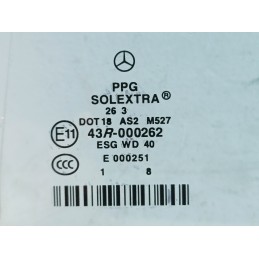 PPG
SOLEXTRA®
26 3
DOT18 AS2 M527
E11 43R-000262
ESG WD 40
CCC E 000251
1 8